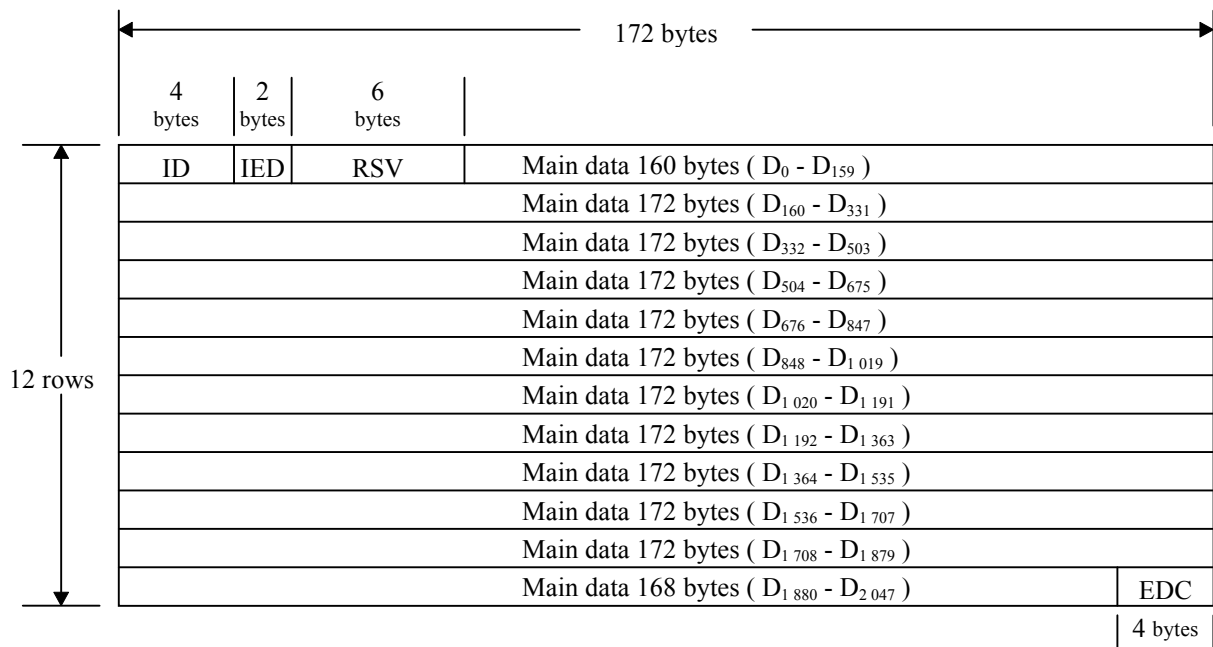 172 bytes
4 2 6
bytes bytes bytes
ID IED RSV Main data 160 bytes ( D0 - D159 )
Main data 172 bytes ( D160 - D331 )
Main data 172 bytes ( D332 - D503 )
Main data 172 bytes ( D504 - D675 )
Main data 172 bytes ( D676 - D847 )
Main data 172 bytes ( D848 - D1 019 )
12 rows
Main data 172 bytes ( D1 020 - D1 191 )
Main data 172 bytes ( D1 192 - D1 363 )
Main data 172 bytes ( D1 364 - D1 535 )
Main data 172 bytes ( D1 536 - D1 707 )
Main data 172 bytes ( D1 708 - D1 879 )
Main data 168 bytes ( D1 880 - D2 047 ) EDC
4 bytes